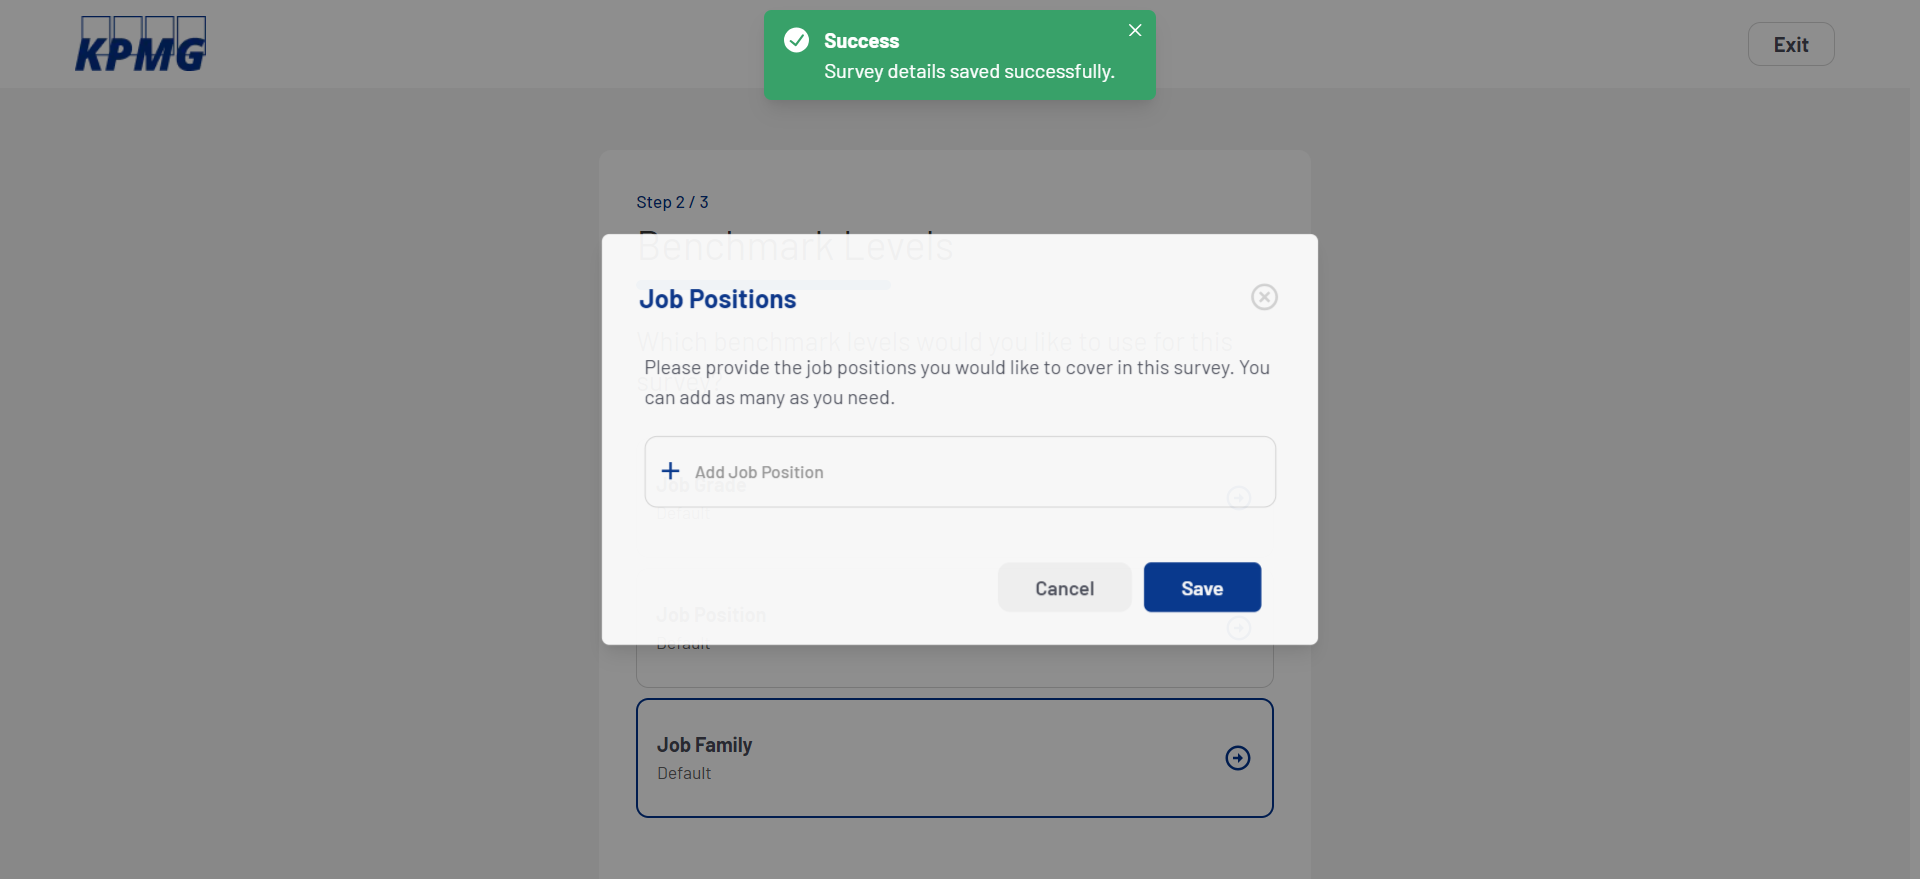 KPMG
Success
Survey details saved successfully.
Exit
Step 2 / 3
Benchmark Levels
Job Positions
Which benchmark levels would you like to use for this
survey?
Please provide the job positions you would like to cover in this survey. You
can add as many as you need.
Add Job Position
Job Grade
Default
Cancel
Save
Job Position
Default
Job Family
Default